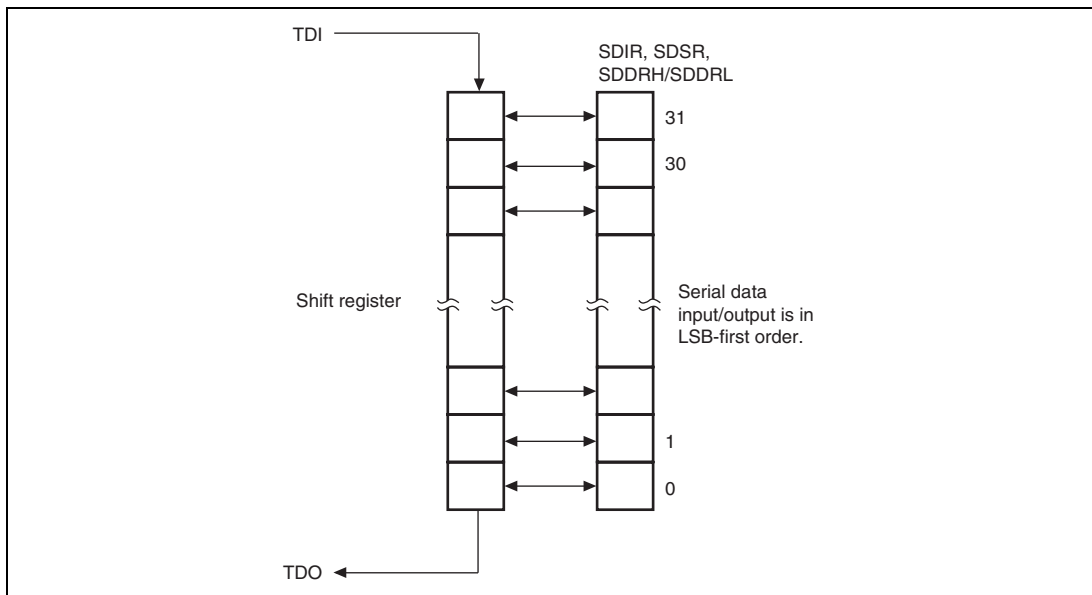 TDI
SDIR, SDSR,
SDDRH/SDDRL
31
30
Shift register
Serial data
input/output is in
LSB-first order.
1
0
TDO